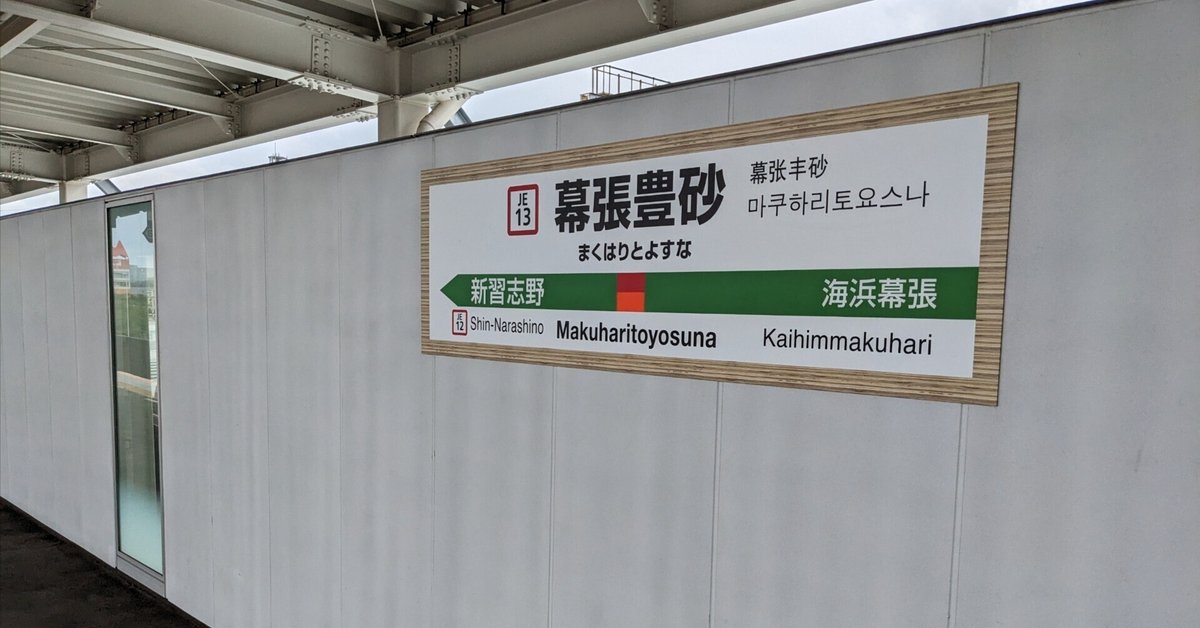 JE
13
幕張豊砂
幕张丰砂
마쿠하리토요스나
まくはりとよすな
新習志野
海浜幕張
JE
12
Shin-Narashino
Makuharitoyosuna
Kaihimmakuhari